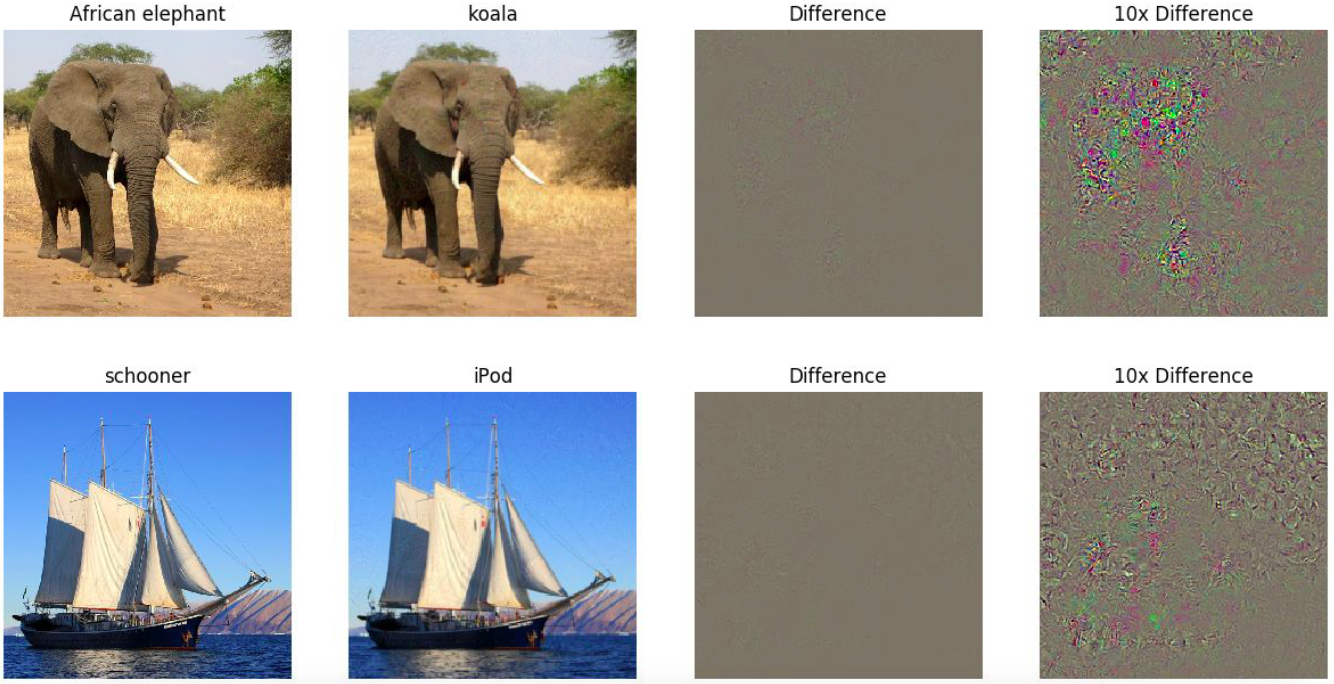 African elephant
koala
Difference
10x Difference
schooner
iPod
Difference
10x Difference